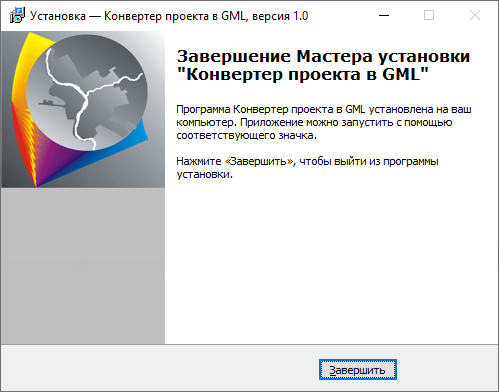 Установка — Конвертер проекта в GML, версия 1.0
Завершение Мастера установки
"Конвертер проекта в GML"
Программа Конвертер проекта в GML установлена на ваш
компьютер. Приложение можно запустить с помощью
соответствующего значка.
Нажмите «Завершить», чтобы выйти из программы
установки.
Завершить